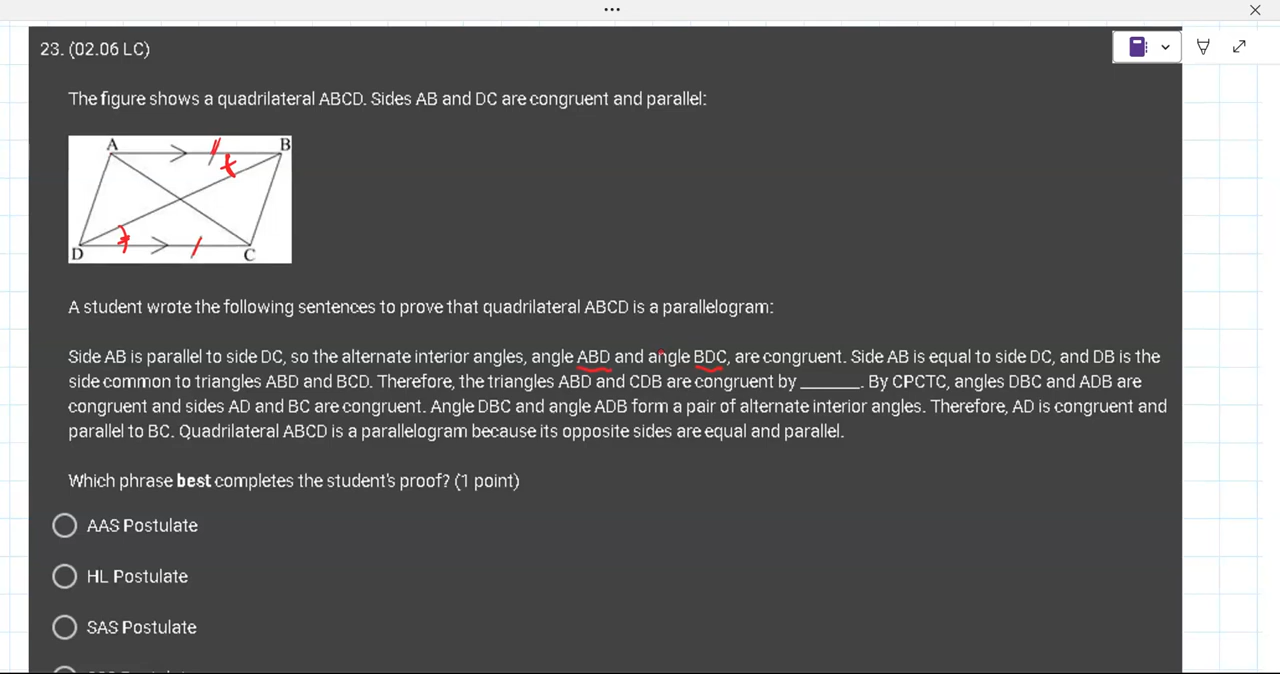 23. (02.06 LC)
The figure shows a quadrilateral ABCD. Sides AB and DC are congruent and parallel:
A B
D C
A student wrote the following sentences to prove that quadrilateral ABCD is a parallelogram:
Side AB is parallel to side DC, so the alternate interior angles, angle ABD and angle BDC, are congruent. Side AB is equal to side DC, and DB is the
side common to triangles ABD and BCD. Therefore, the triangles ABD and CDB are congruent by ______. By CPCTC, angles DBC and ADB are
congruent and sides AD and BC are congruent. Angle DBC and angle ADB form a pair of alternate interior angles. Therefore, AD is congruent and
parallel to BC. Quadrilateral ABCD is a parallelogram because its opposite sides are equal and parallel.
Which phrase best completes the student's proof? (1 point)
AAS Postulate
HL Postulate
SAS Postulate